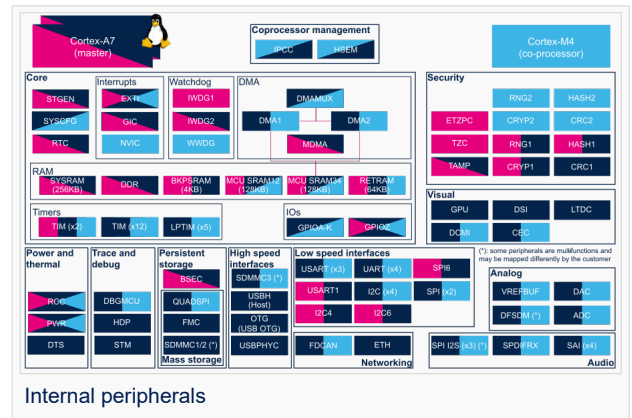 Cortex-A7
(master)
Coprocessor management
IPCC
HSEM
Cortex-M4
(co-processor)
Core
STGEN
SYSCFG
RTC
Interrupts
EXTI
GIC
NVIC
Watchdog
IWDG1
IWDG2
WWDG
DMA
DMAMUX
DMA1
DMA2
MDMA
RAM
SYSRAM
(256KB)
DDR
BKPSRAM
(4KB)
MCU SRAM12
(128KB)
MCU SRAM34
(128KB)
RETRAM
(64KB)
Timers
TIM (x2)
TIM (x12)
LPTIM (x5)
IOs
GPIOA-K
GPIOZ
Security
RNG2
HASH2
ETZPC
CRYP2
CRC2
TZC
RNG1
HASH1
TAMP
CRYP1
CRC1
Visual
GPU
DSI
LTDC
DCMI
CEC
(*): some peripherals are multifunctions and
may be mapped differently by the customer
Power and
thermal
RCC
PWR
DTS
Trace and
debug
DBGMCU
HDP
STM
Persistent
storage
BSEC
QUADSPI
FMC
SDMMC1/2 (*)
Mass storage
High speed
interfaces
SDMMC3 (*)
USBH
(Host)
OTG
(USB OTG)
USBPHYC
Low speed interfaces
USART (x3)
UART (x4)
SPI6
USART1
I2C (x4)
SPI (x2)
I2C4
I2C6
FDCAN
ETH
Networking
Analog
VREFBUF
DAC
DFSDM (*)
ADC
SPI I2S (x3) (*)
SPDIFRX
SAI (x4)
Audio
Internal peripherals